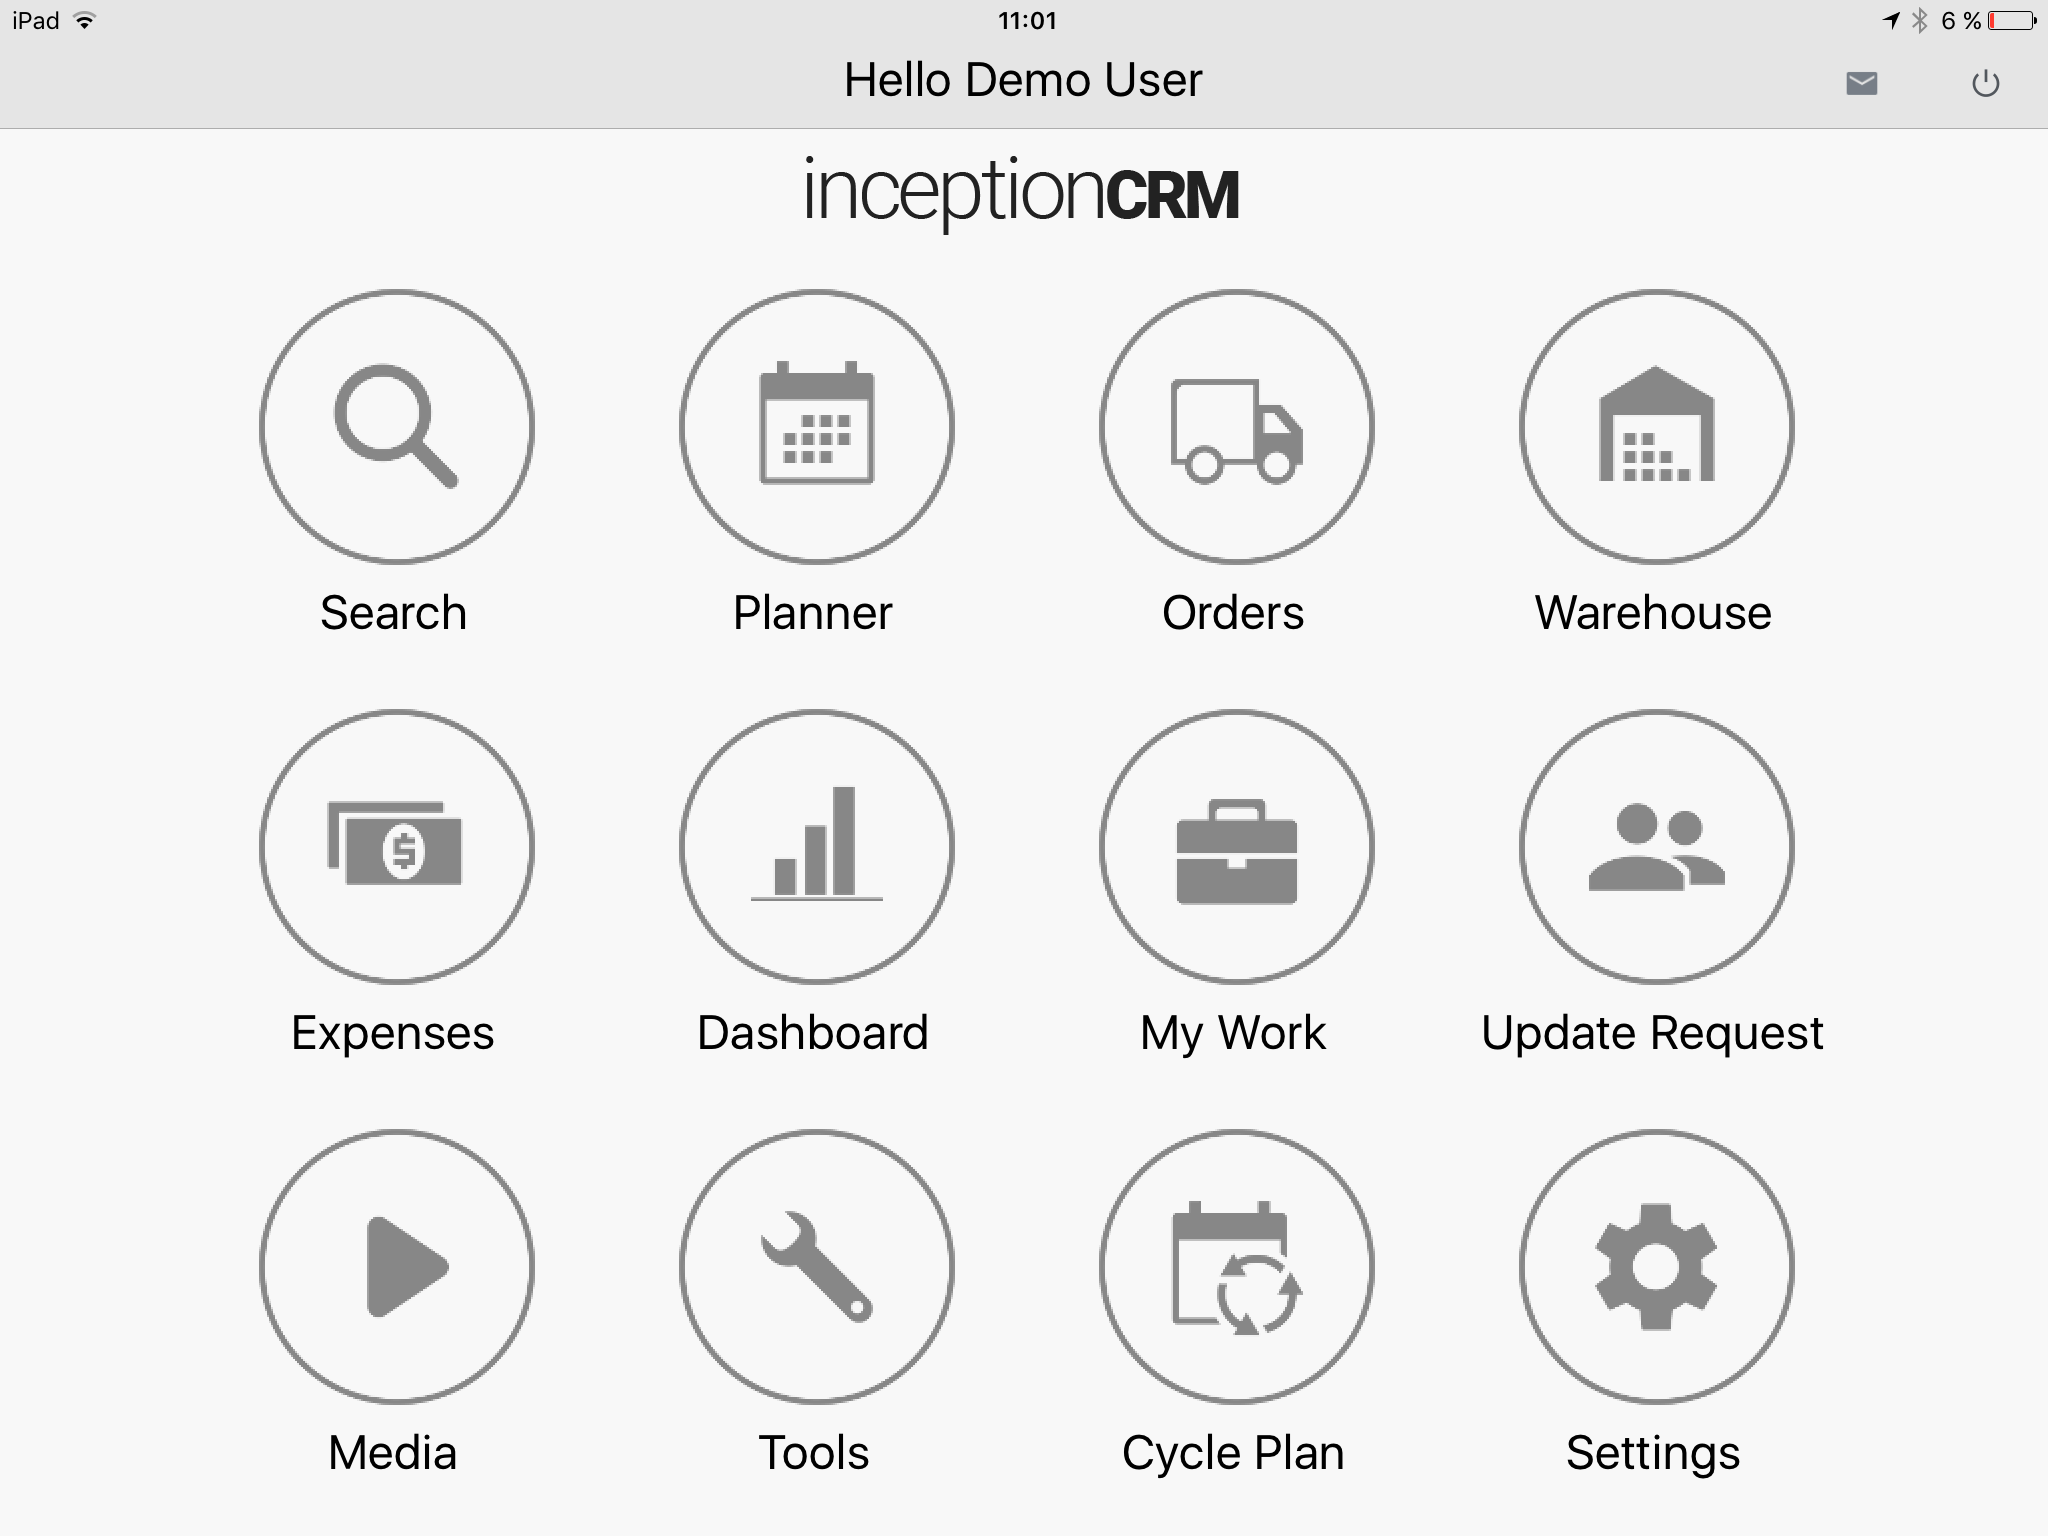 iPad 11:01 6 %
Hello Demo User
inceptionCRM
Search Planner Orders Warehouse
$
Expenses Dashboard My Work Update Request
Media Tools Cycle Plan Settings